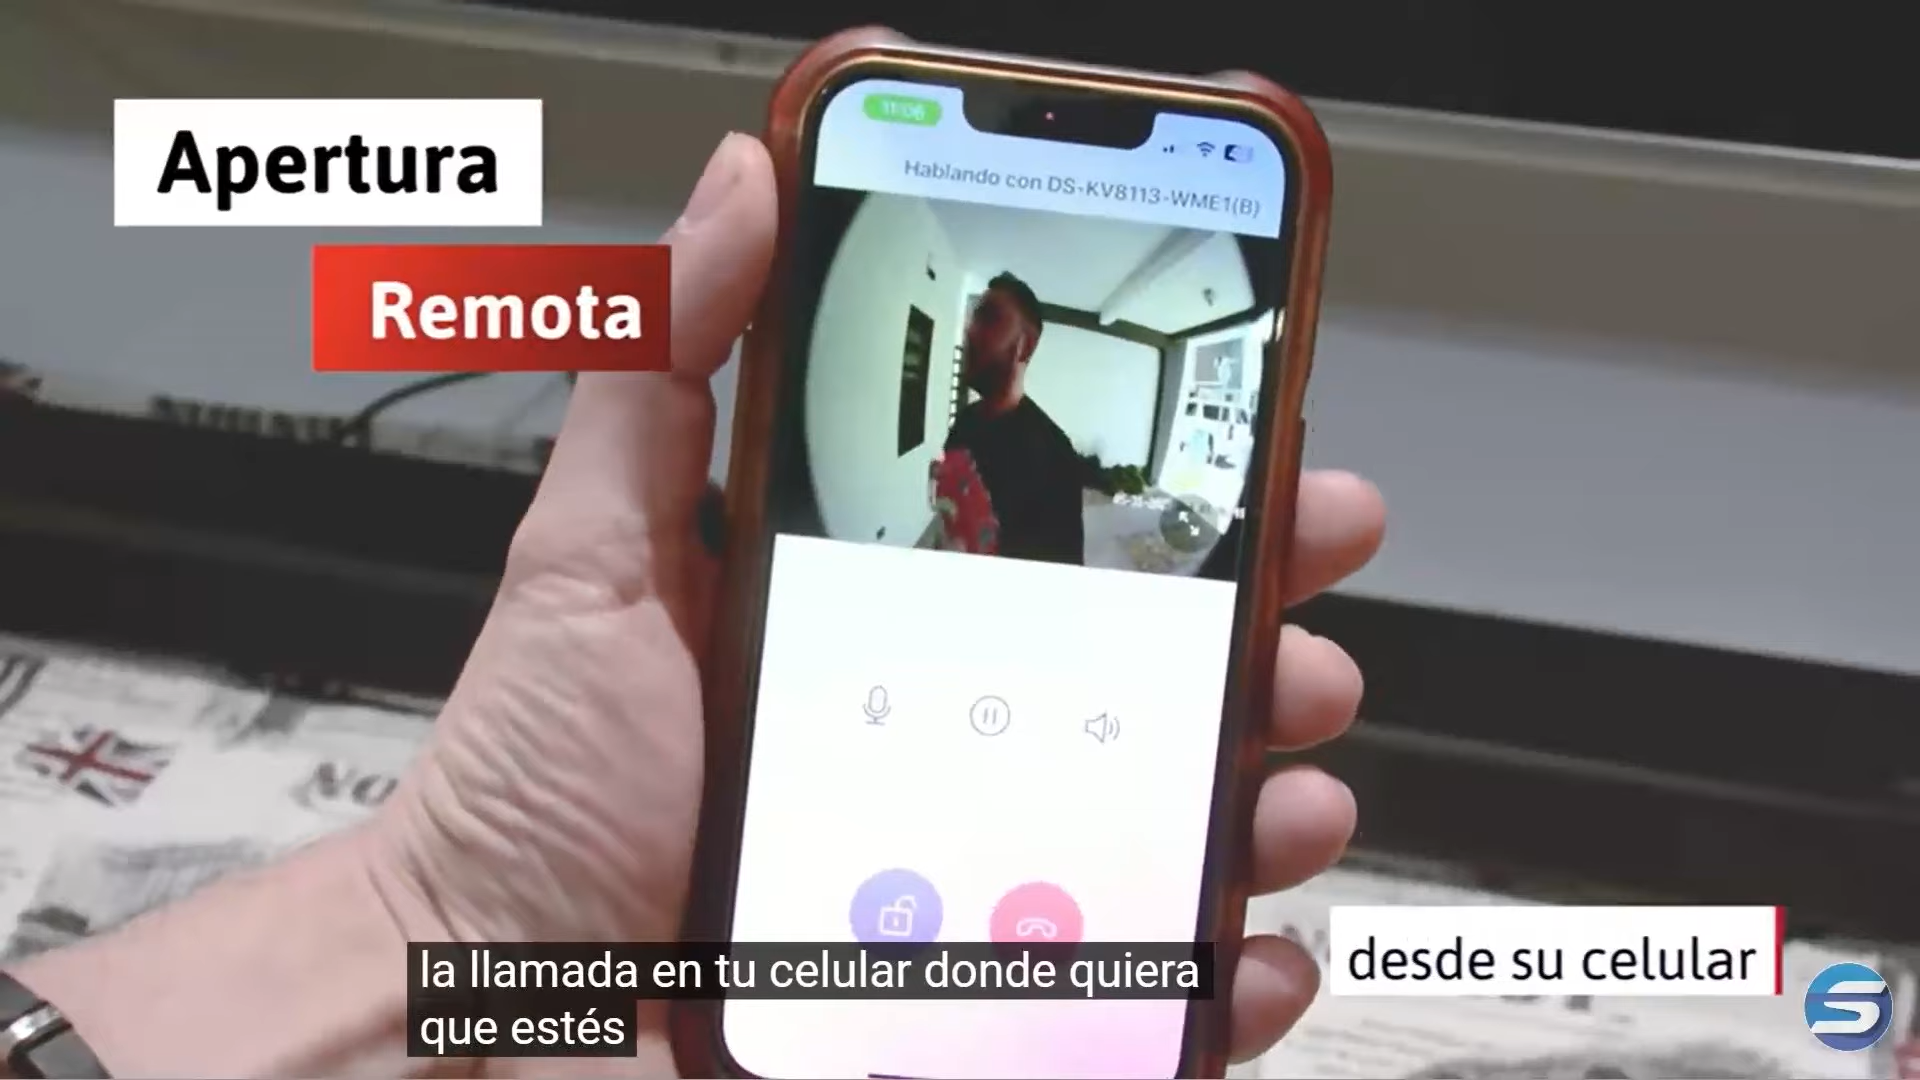 Apertura
Remota
11:06
Hablando con DS-KV8113-WME1(B)
NO
desde su celular
la llamada en tu celular donde quiera
que estés
S